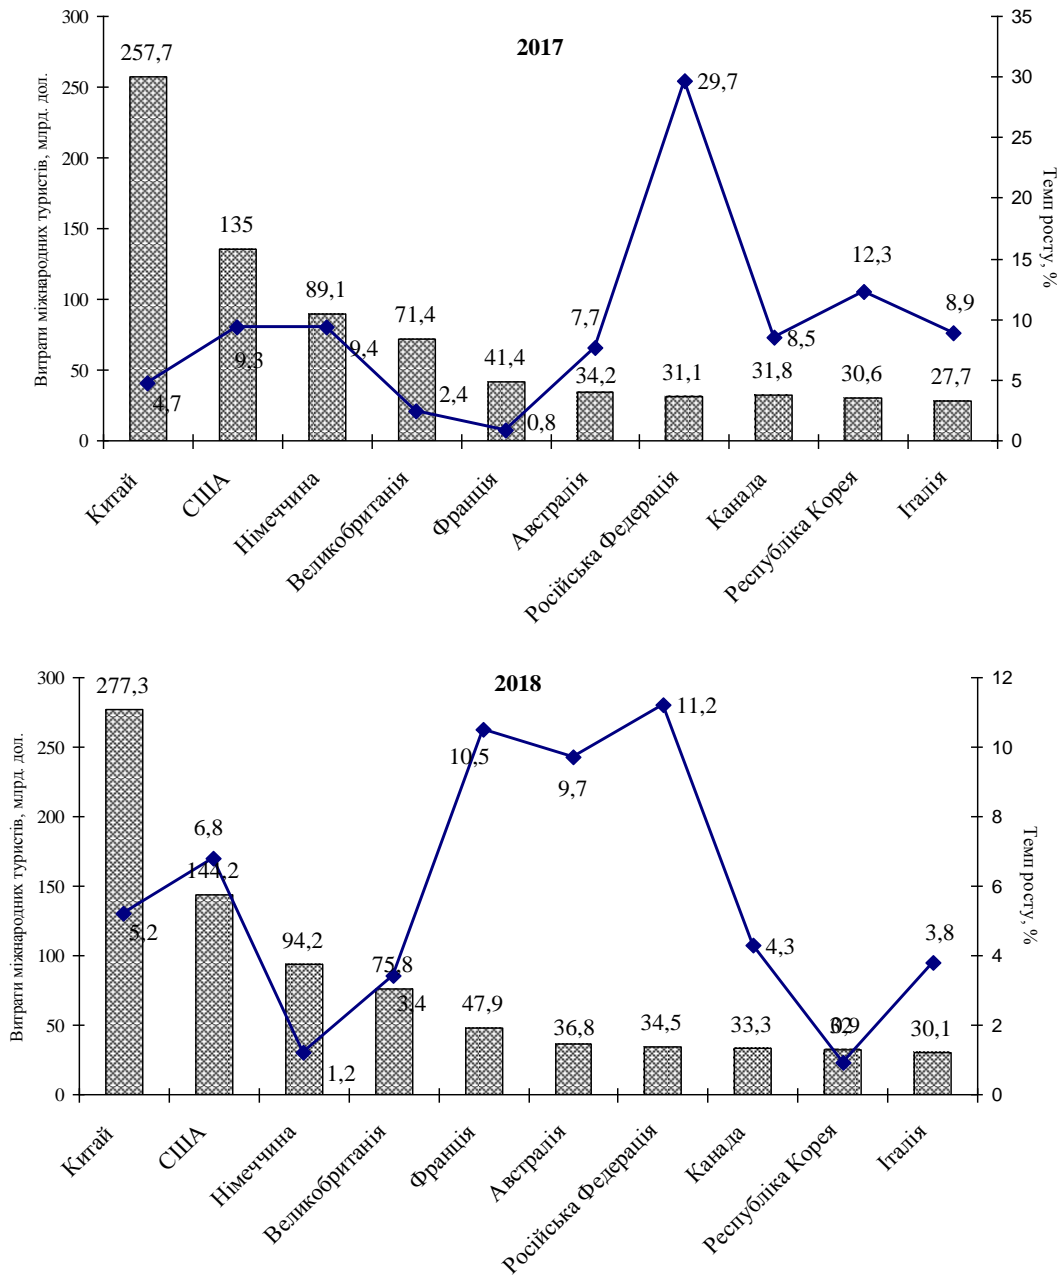 2017
Витрати міжнародних туристів, млрд. дол.
300
250
200
150
100
50
0
35
30
25
20
15
10
5
0
Темп росту, %
257,7
135
89,1
71,4
41,4
34,2
31,1
31,8
30,6
27,7
4,7
9,3
9,4
2,4
0,8
7,7
29,7
8,5
12,3
8,9
Китай
США
Німеччина
Великобританія
Франція
Австралія
Російська Федерація
Канада
Республіка Корея
Італія
2018
Витрати міжнародних туристів, млрд. дол.
300
250
200
150
100
50
0
12
10
8
6
4
2
0
Темп росту, %
277,3
144,2
94,2
75,8
47,9
36,8
34,5
33,3
32
30,1
5,2
6,8
1,2
3,4
10,5
9,7
11,2
4,3
0,9
3,8
Китай
США
Німеччина
Великобританія
Франція
Австралія
Російська Федерація
Канада
Республіка Корея
Італія